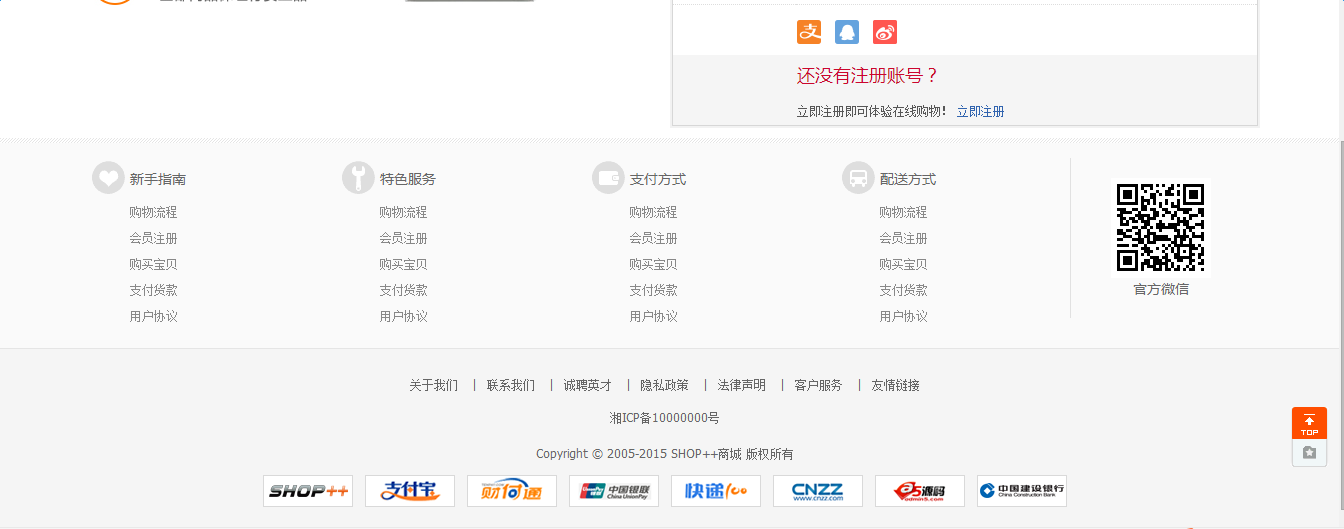 支
还没有注册账号？
立即注册即可体验在线购物！ 立即注册
新手指南 特色服务 支付方式 配送方式
购物流程 购物流程 购物流程 购物流程
会员注册 会员注册 会员注册 会员注册
购买宝贝 购买宝贝 购买宝贝 购买宝贝
支付货款 支付货款 支付货款 支付货款
用户协议 用户协议 用户协议 用户协议
官方微信
关于我们 | 联系我们 | 诚聘英才 | 隐私政策 | 法律声明 | 客户服务 | 友情链接
湘ICP备10000000号
TOP
Copyright © 2005-2015 SHOP++商城 版权所有
SHOP++ 支付宝 财付通 中国银联 China UnionPay 快递100 CNZZ www.cnzz.com e5源码 admin5.com 中国建设银行 China Construction Bank